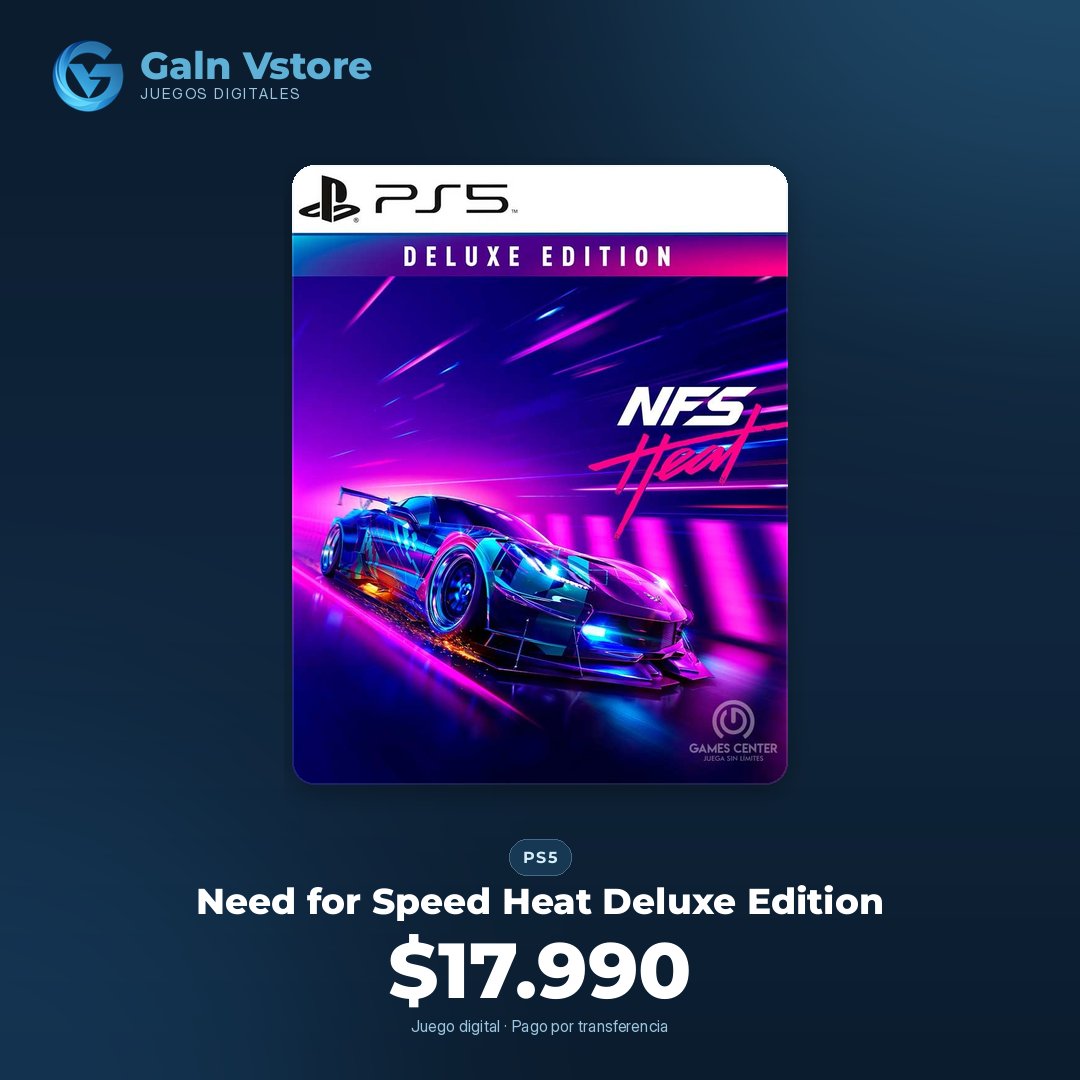 Galn Vstore
JUEGOS DIGITALES
PS5
DELUXE EDITION
NFS
Heat
GAMES CENTER
JUEGA SIN LIMITES
PS5
Need for Speed Heat Deluxe Edition
$17.990
Juego digital · Pago por transferencia